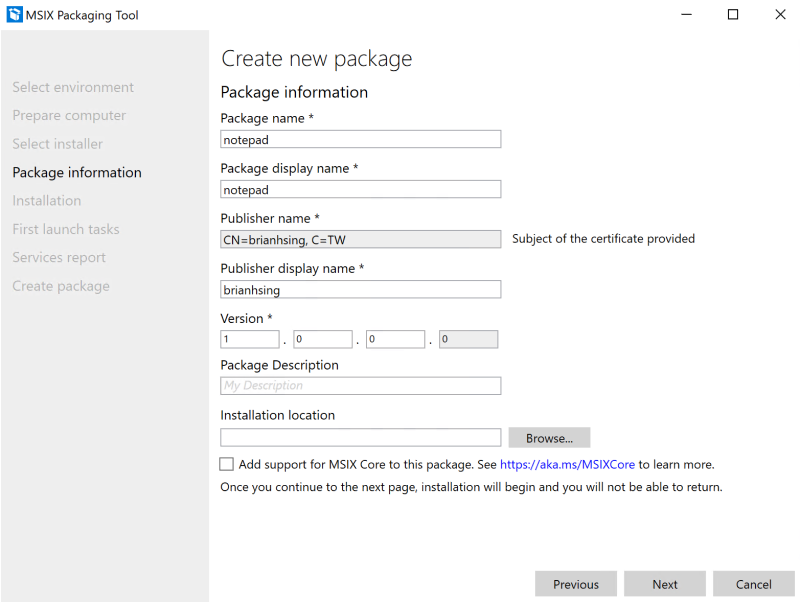 MSIX Packaging Tool
Select environment
Prepare computer
Select installer
Package information
Installation
First launch tasks
Services report
Create package
Create new package
Package information
Package name *
notepad
Package display name *
notepad
Publisher name *
CN=brianhsing, C=TW
Subject of the certificate provided
Publisher display name *
brianhsing
Version *
1 . 0 . 0 . 0
Package Description
My Description
Installation location
Browse...
Add support for MSIX Core to this package. See https://aka.ms/MSIXCore to learn more.
Once you continue to the next page, installation will begin and you will not be able to return.
Previous Next Cancel